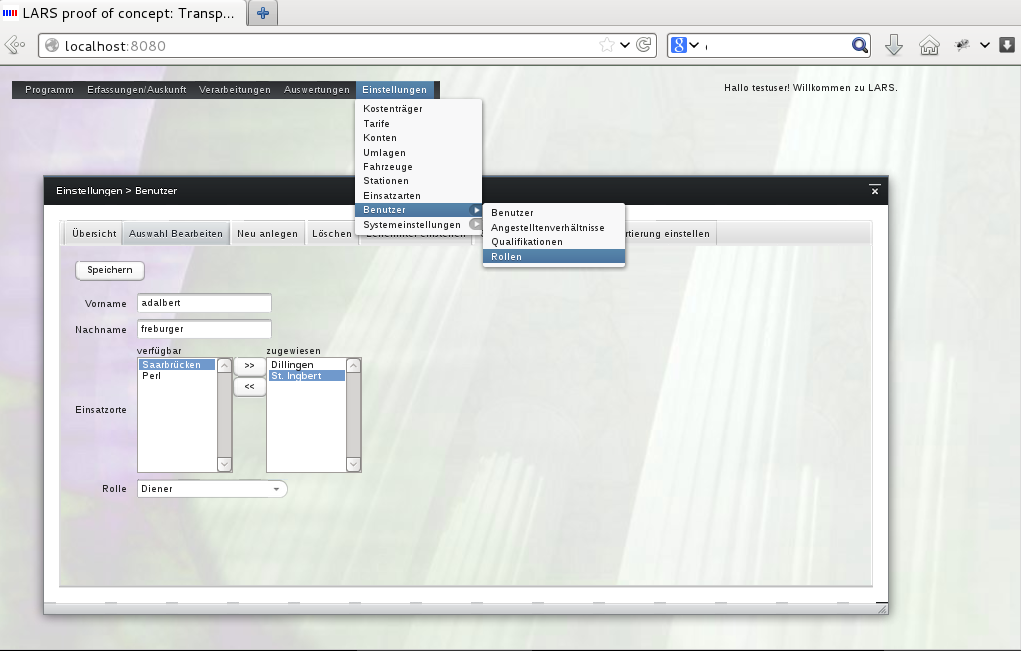 LARS proof of concept: Transp...
localhost:8080
8
Programm Erfassungen/Auskunft Verarbeitungen Auswertungen Einstellungen
Hallo testuser! Willkommen zu LARS.
Kostenträger
Tarife
Konten
Umlagen
Fahrzeuge
Stationen
Einsatzarten
Benutzer
Systemeinstellungen
Benutzer
Angestelltenverhältnisse
Qualifikationen
Rollen
Einstellungen > Benutzer
Übersicht Auswahl Bearbeiten Neu anlegen Löschen rtierung einstellen
Speichern
Vorname adalbert
Nachname freburger
verfügbar zugewiesen
Saarbrücken >> Dillingen
Perl << St. Ingbert
Einsatzorte
Rolle Diener